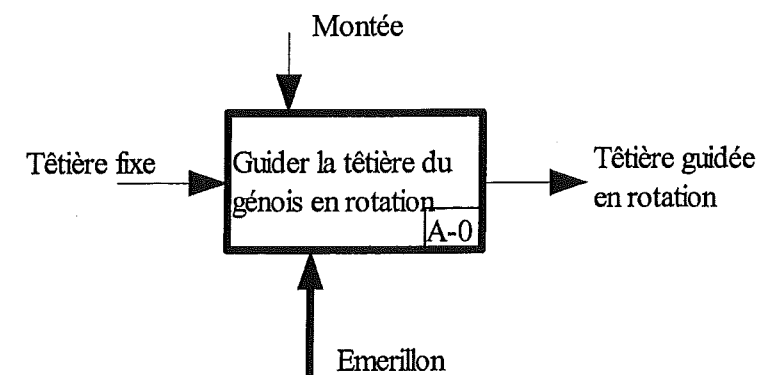 Montée
Têtière fixe
Guider la têtière du
génois en rotation
A-0
Têtière guidée
en rotation
Emerillon